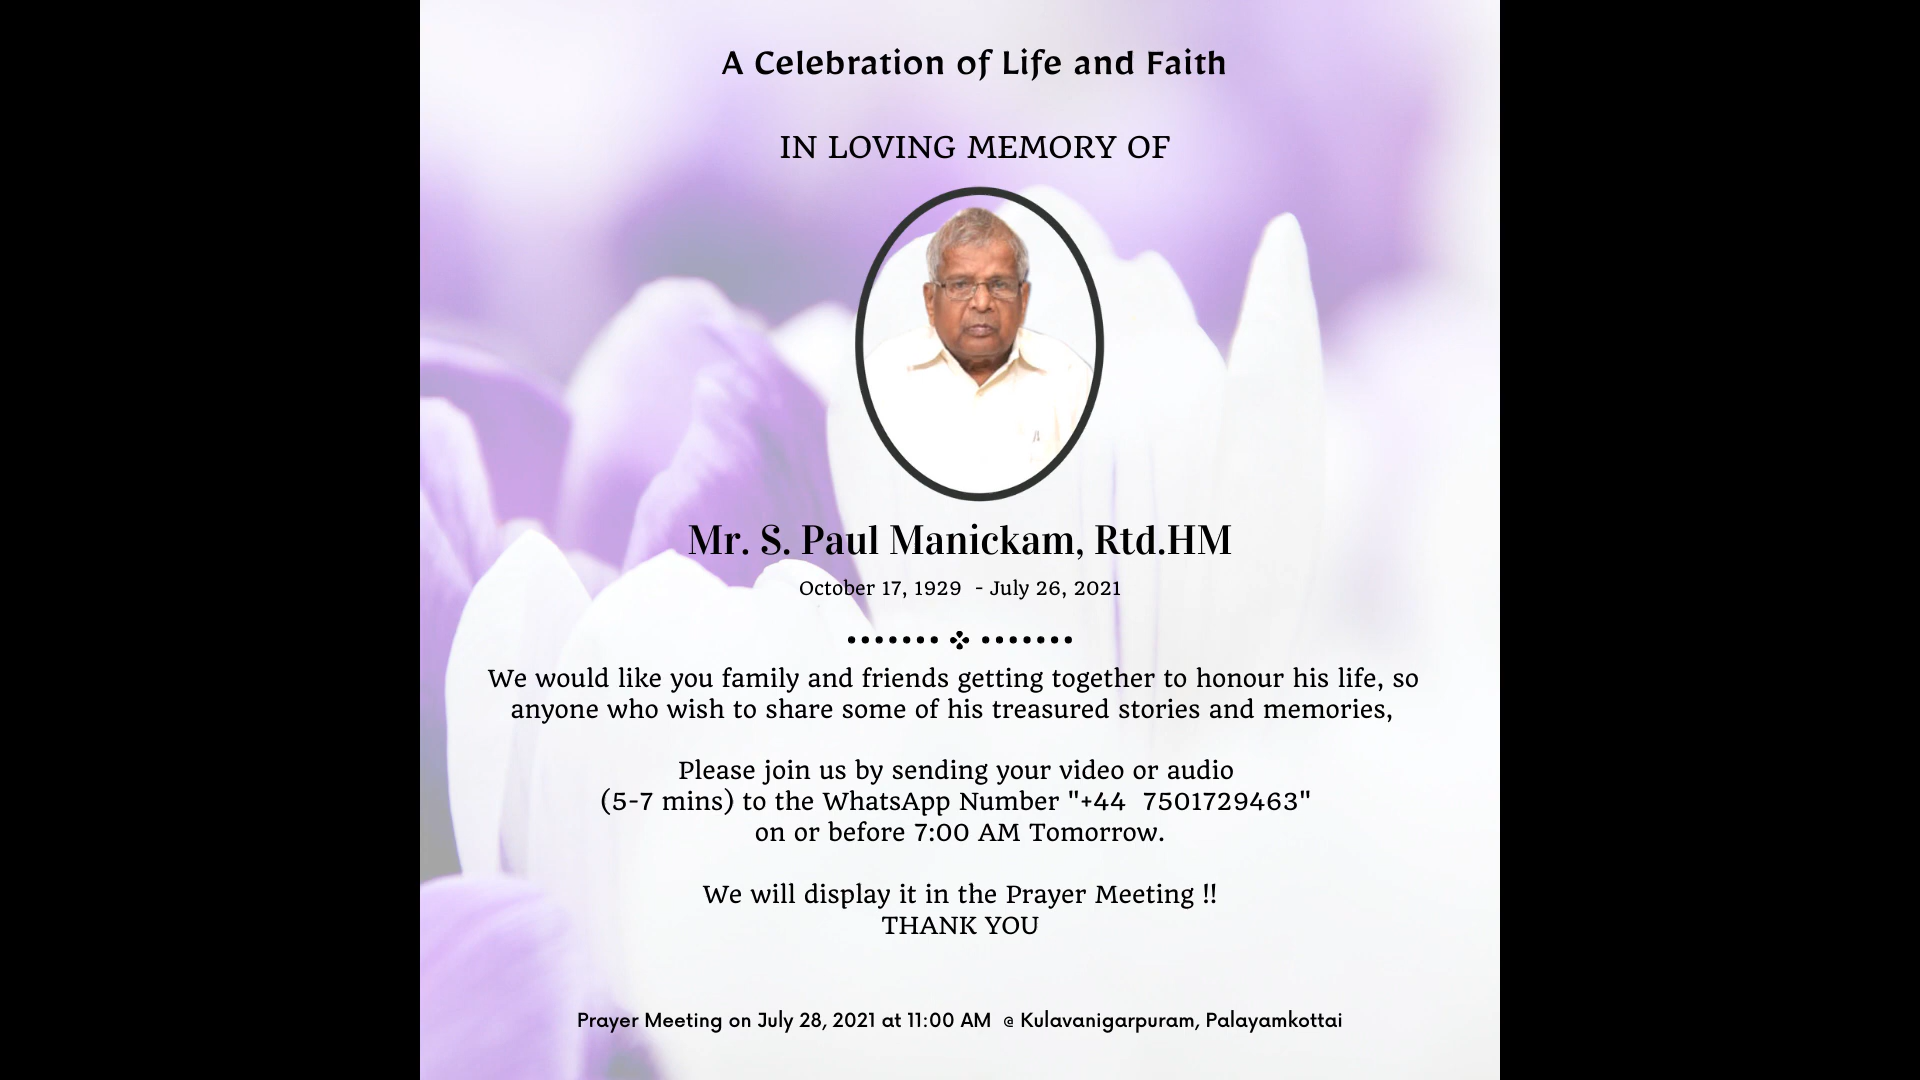 A Celebration of Life and Faith
IN LOVING MEMORY OF
Mr. S. Paul Manickam, Rtd.HM
October 17, 1929 - July 26, 2021
We would like you family and friends getting together to honour his life, so
anyone who wish to share some of his treasured stories and memories,
Please join us by sending your video or audio
(5-7 mins) to the WhatsApp Number "+44 7501729463"
on or before 7:00 AM Tomorrow.
We will display it in the Prayer Meeting !!
THANK YOU
Prayer Meeting on July 28, 2021 at 11:00 AM @ Kulavanigarpuram, Palayamkottai